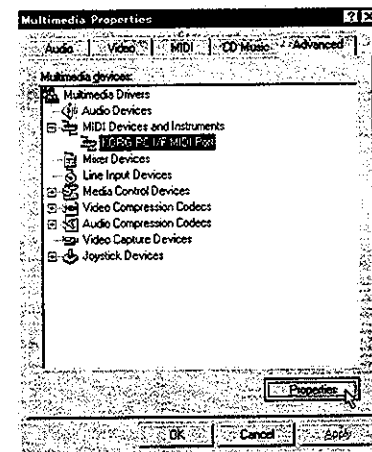 Multimedia Properties
Audio Video MIDI CD Music Advanced
Multimedia devices:
Multimedia Drivers
Audio Devices
MIDI Devices and Instruments
KORG PC I/F MIDI Port
Mixer Devices
Line Input Devices
Media Control Devices
Video Compression Codecs
Audio Compression Codecs
Video Capture Devices
Joystick Devices
Properties
OK Cancel Apply